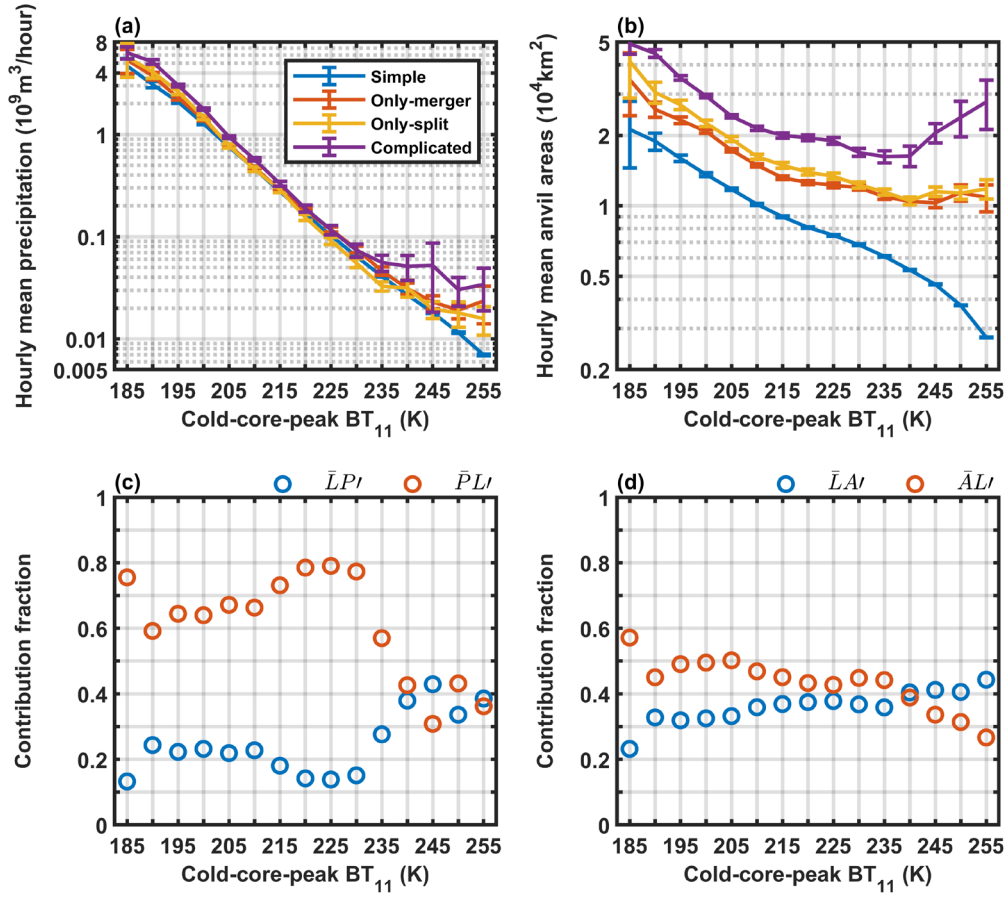 (a)
Hourly mean precipitation (10⁹m³/hour)
8
4
1
0.1
0.01
0.005
Simple
Only-merger
Only-split
Complicated
185 195 205 215 225 235 245 255
Cold-core-peak BT₁₁ (K)
(b)
Hourly mean anvil areas (10⁴km²)
5
2
1
0.5
0.2
185 195 205 215 225 235 245 255
Cold-core-peak BT₁₁ (K)
(c)
L̄P′ P̄L′
Contribution fraction
1
0.8
0.6
0.4
0.2
0
185 195 205 215 225 235 245 255
Cold-core-peak BT₁₁ (K)
(d)
L̄A′ ĀL′
Contribution fraction
1
0.8
0.6
0.4
0.2
0
185 195 205 215 225 235 245 255
Cold-core-peak BT₁₁ (K)